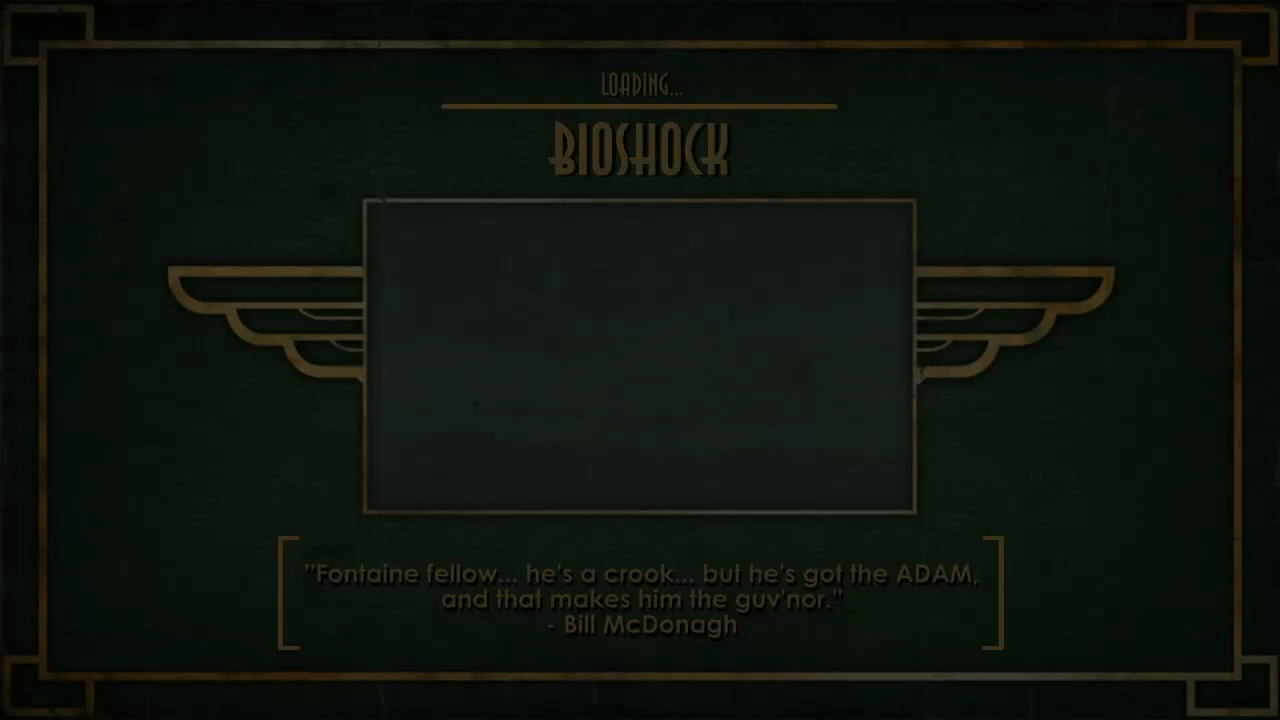 LOADING...
BIOSHOCK
"Fontaine fellow... he's a crook... but he's got the ADAM,
and that makes him the guv'nor."
- Bill McDonagh